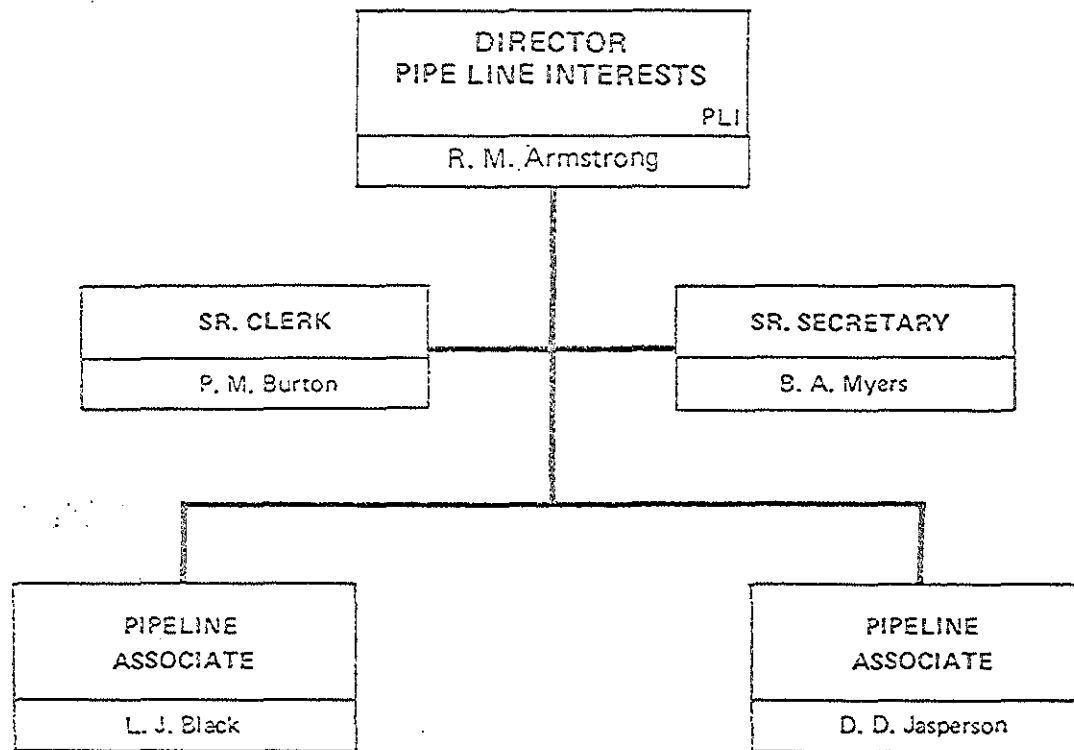 DIRECTOR
PIPE LINE INTERESTS
PLI
R. M. Armstrong
SR. CLERK
P. M. Burton
SR. SECRETARY
B. A. Myers
PIPELINE
ASSOCIATE
L. J. Black
PIPELINE
ASSOCIATE
D. D. Jasperson